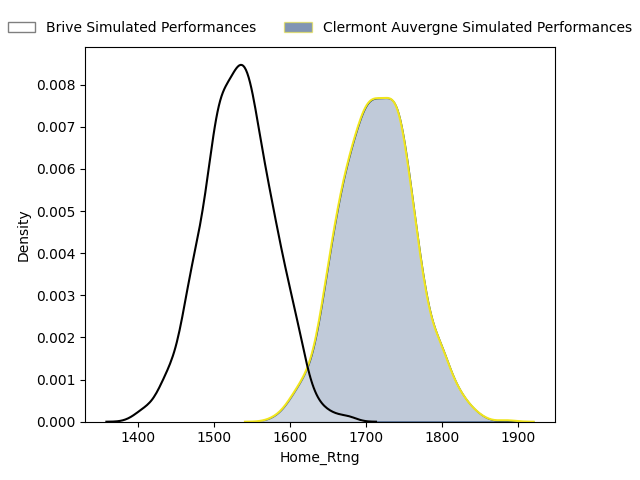 Brive Simulated Performances Clermont Auvergne Simulated Performances
0.008
0.007
0.006
0.005
0.004
0.003
0.002
0.001
0.000
Density
1400 1500 1600 1700 1800 1900
Home_Rtng